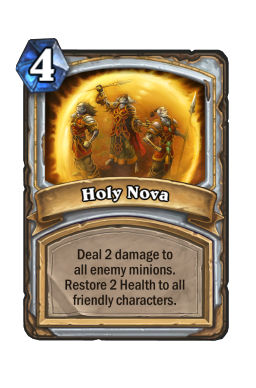 4
Holy Nova
Deal 2 damage to
all enemy minions.
Restore 2 Health to all
friendly characters.